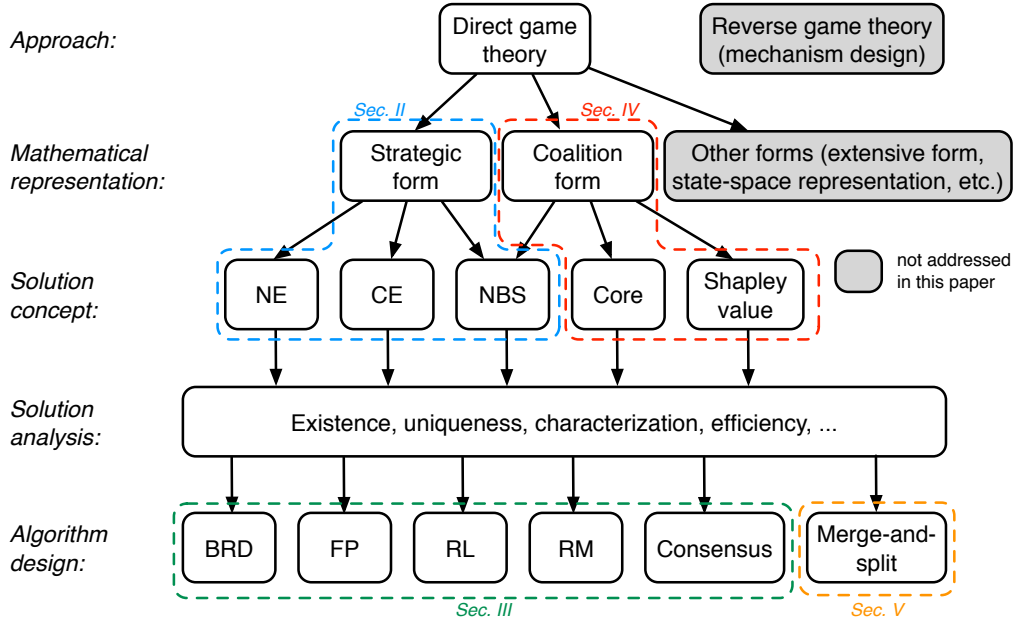 Approach:
Direct game
theory
Reverse game theory
(mechanism design)
Sec. II
Sec. IV
Mathematical
representation:
Strategic
form
Coalition
form
Other forms (extensive form,
state-space representation, etc.)
Solution
concept:
NE
CE
NBS
Core
Shapley
value
not addressed
in this paper
Solution
analysis:
Existence, uniqueness, characterization, efficiency, ...
Algorithm
design:
BRD
FP
RL
RM
Consensus
Merge-and-
split
Sec. III
Sec. V